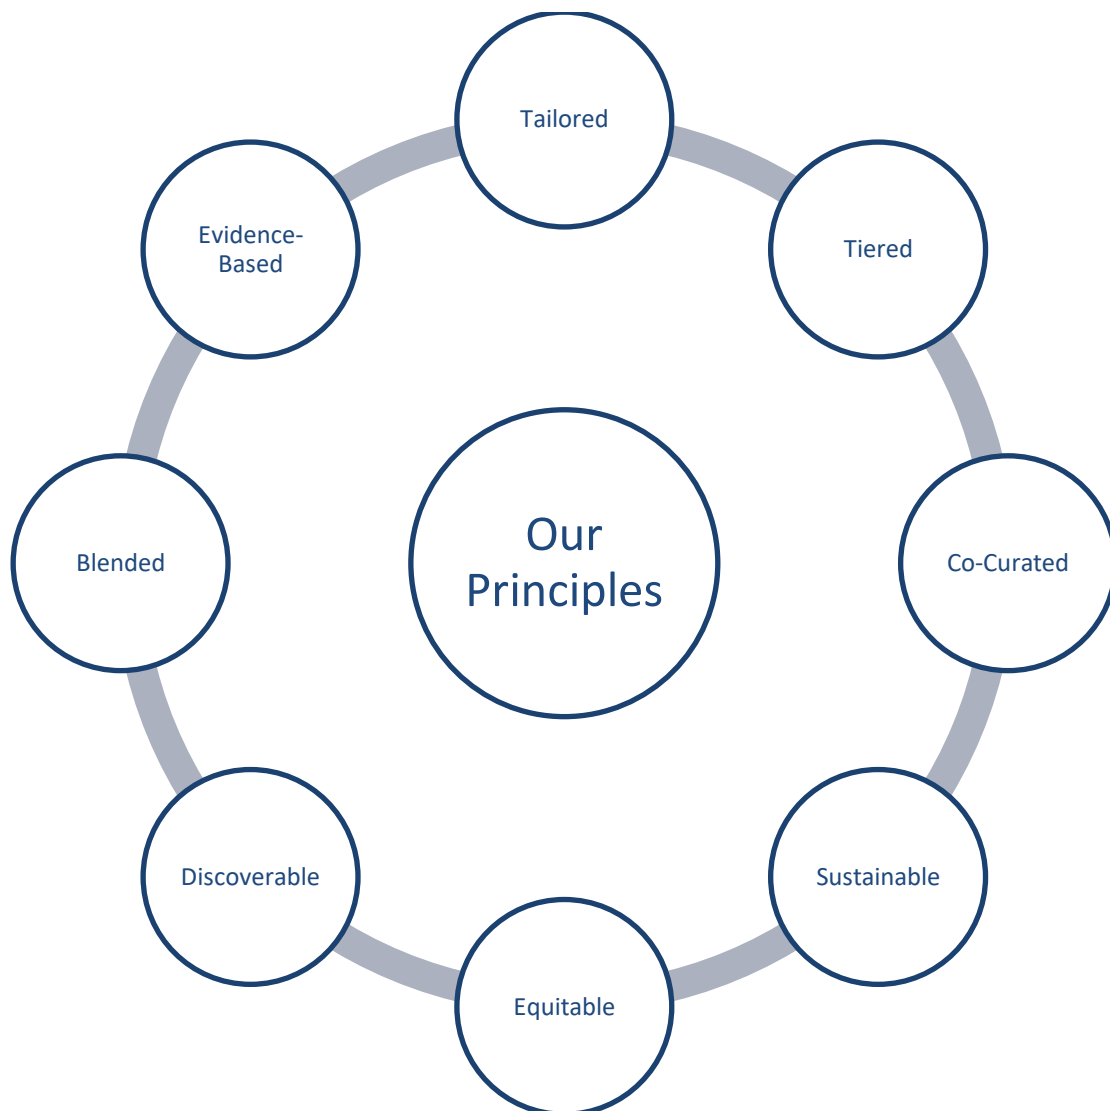 Tailored
Evidence-
Based
Tiered
Blended
Our
Principles
Co-Curated
Discoverable
Sustainable
Equitable